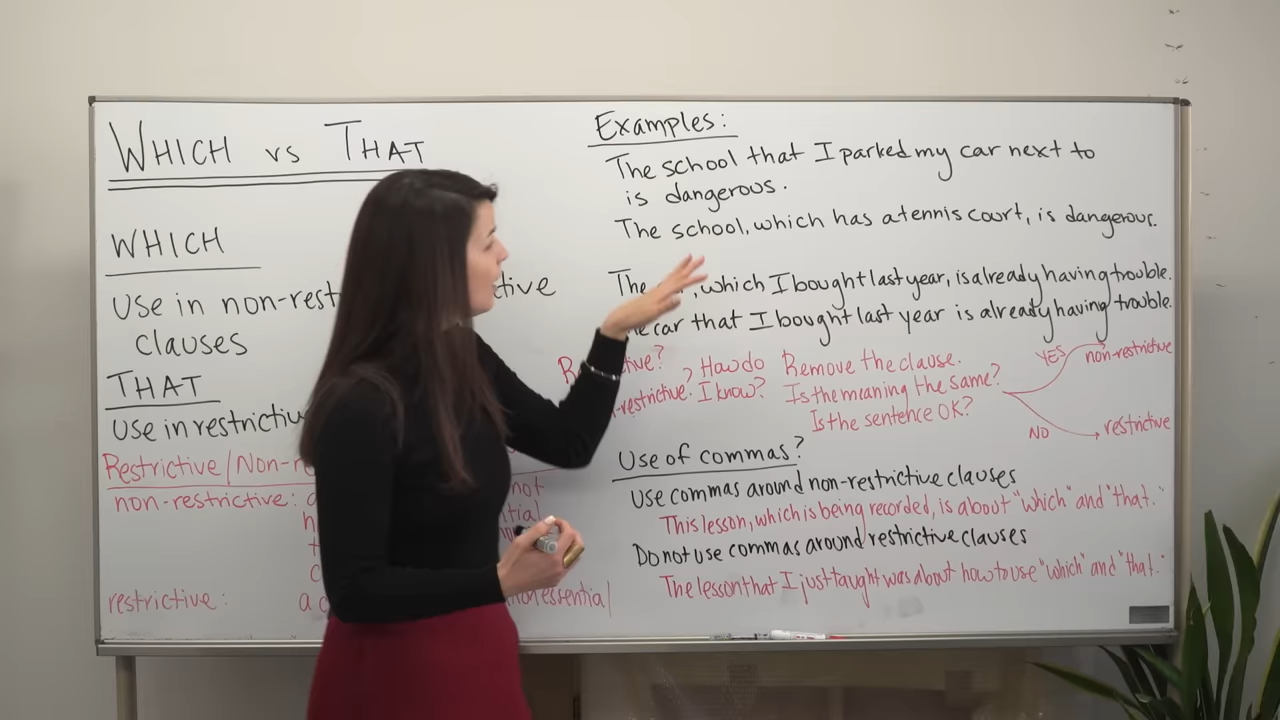 WHICH vs THAT
WHICH
Use in non-rest
ctive
clauses
THAT
Use in restrictive
Restrictive/Non-r
non-restrictive:
not
restrictive: a c
nonessential
Examples:
The school that I parked my car next to
is dangerous.
The school, which has a tennis court, is dangerous.
The , which I bought last year, is already having trouble.
car that I bought last year is already having trouble.
tive? How do Remove the clause.
-restrictive? I know? Is the meaning the same?
Is the sentence OK?
YES non-restrictive
NO restrictive
Use of commas?
Use commas around non-restrictive clauses
This lesson, which is being recorded, is about "which" and "that."
Do not use commas around restrictive clauses
The lesson that I just taught was about how to use "which" and "that."